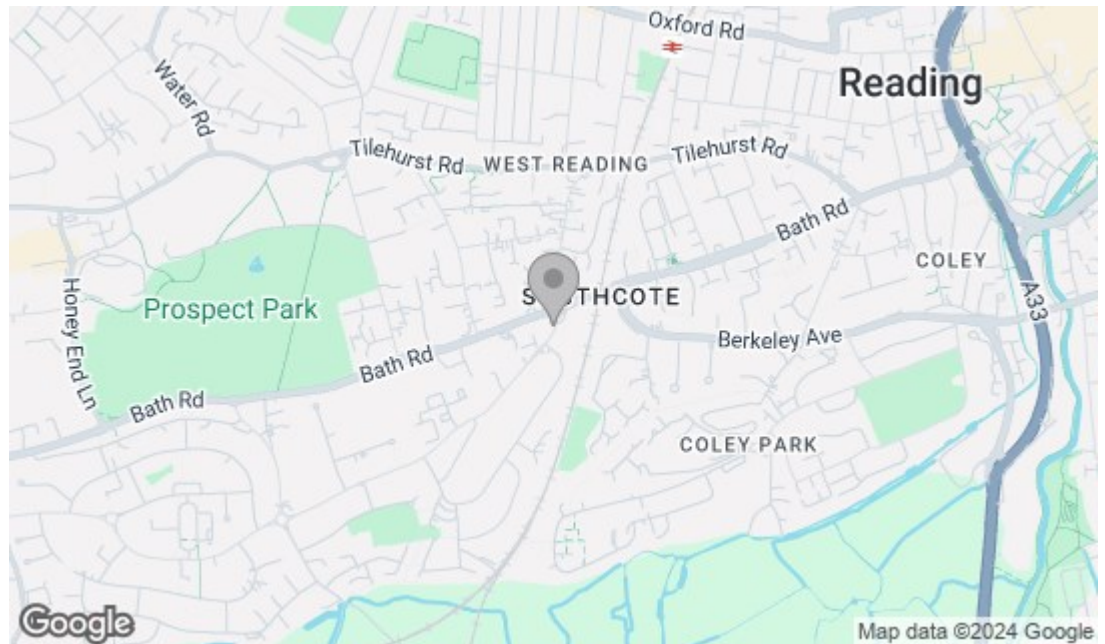 Oxford Rd
Reading
Water Rd
Tilehurst Rd
WEST READING
Tilehurst Rd
Bath Rd
COLEY
Honey End Ln
Prospect Park
SOUTHCOTE
A33
Berkeley Ave
Bath Rd
Bath Rd
COLEY PARK
Google
Map data ©2024 Google